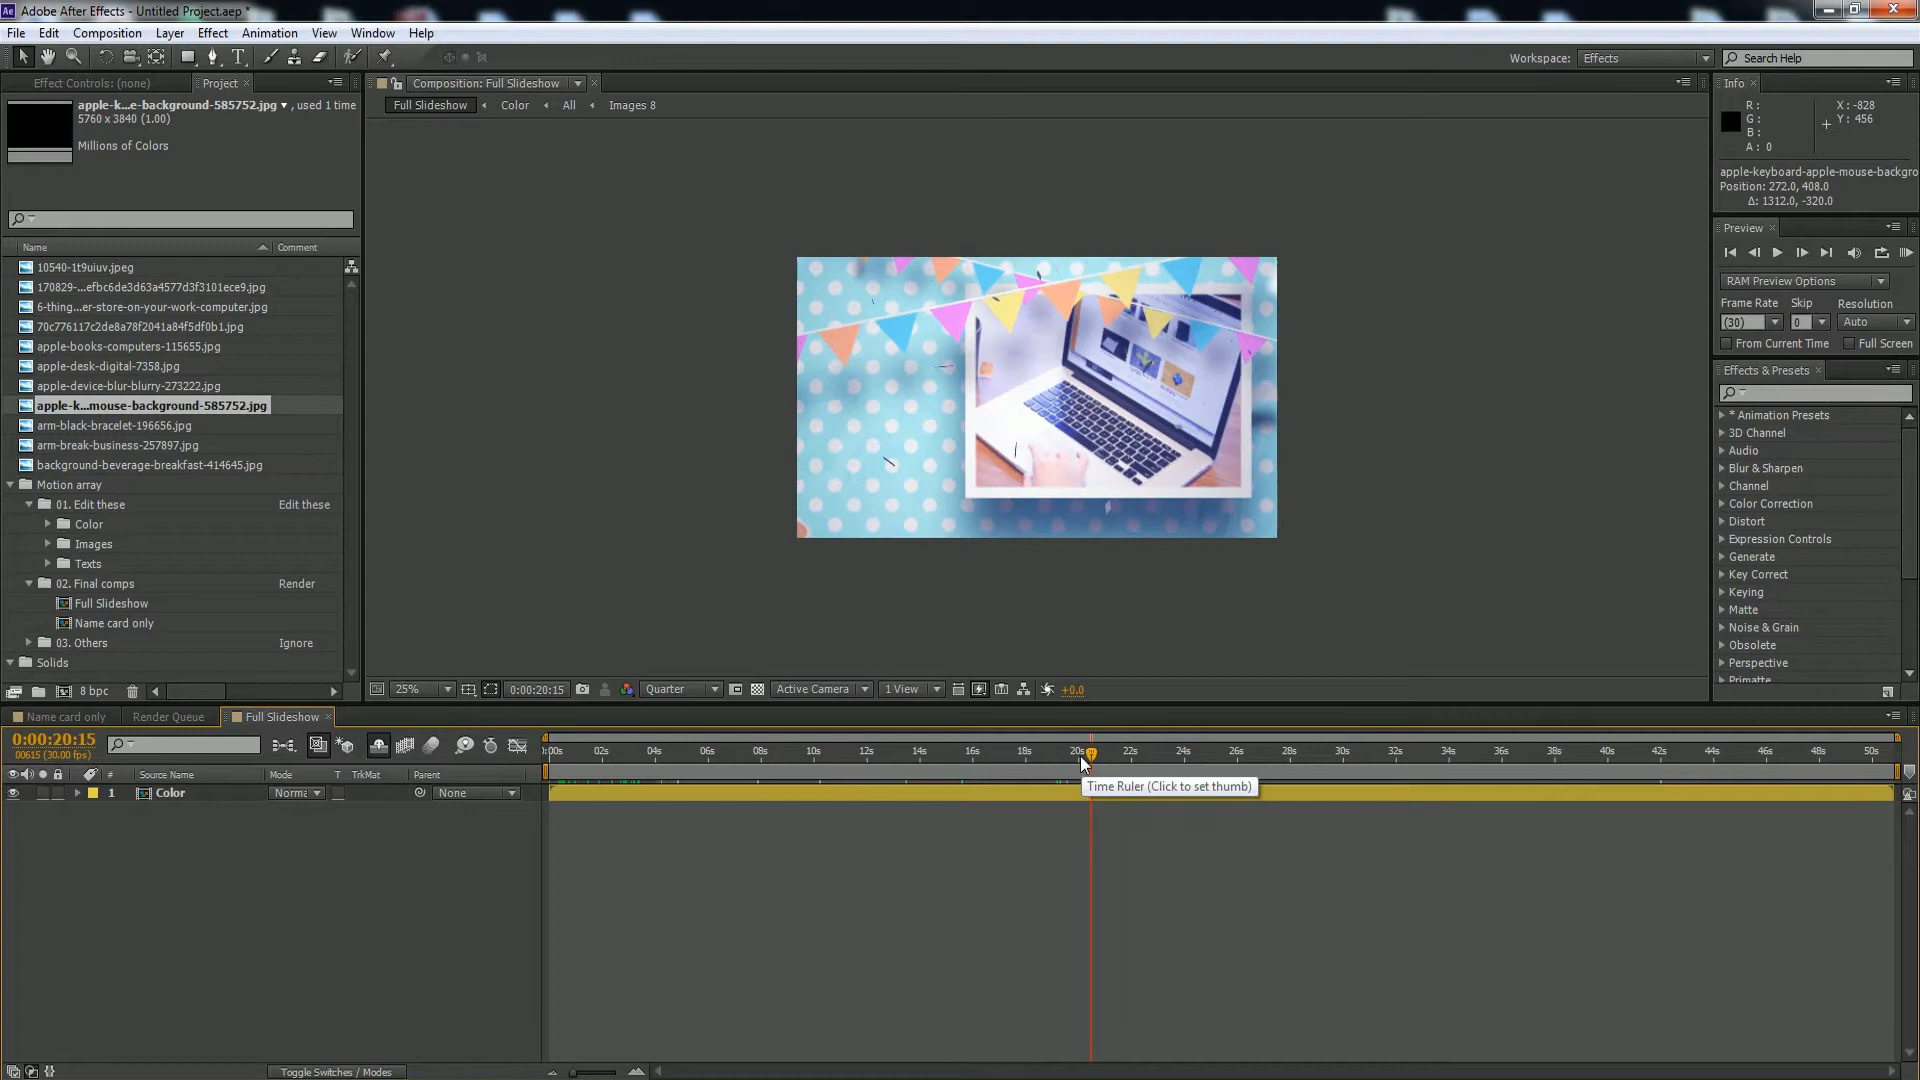 Adobe After Effects - Untitled Project.aep *
File Edit Composition Layer Effect Animation View Window Help
Workspace: Effects Search Help
Effect Controls: (none) Project
apple-k...e-background-585752.jpg , used 1 time
5760 x 3840 (1.00)
Millions of Colors
Name Comment
10540-1t9uiuv.jpeg
170829-...efbc6de3d63a4577d3f3101ece9.jpg
6-thing...er-store-on-your-work-computer.jpg
70c776117c2de8a78f2041a84f5df0b1.jpg
apple-books-computers-115655.jpg
apple-desk-digital-7358.jpg
apple-device-blur-blurry-273222.jpg
apple-k...mouse-background-585752.jpg
arm-black-bracelet-196656.jpg
arm-break-business-257897.jpg
background-beverage-breakfast-414645.jpg
Motion array
01. Edit these Edit these
Color
Images
Texts
02. Final comps Render
Full Slideshow
Name card only
03. Others Ignore
Solids
8 bpc
Composition: Full Slideshow
Full Slideshow Color All Images 8
25% 0:00:20:15 Quarter Active Camera 1 View +0.0
Info
R: X: -828
G: Y: 456
B:
A: 0
apple-keyboard-apple-mouse-backgro
Position: 272.0, 408.0
Δ: 1312.0, -320.0
Preview
RAM Preview Options
Frame Rate Skip Resolution
(30) 0 Auto
From Current Time Full Screen
Effects & Presets
* Animation Presets
3D Channel
Audio
Blur & Sharpen
Channel
Color Correction
Distort
Expression Controls
Generate
Key Correct
Keying
Matte
Noise & Grain
Obsolete
Perspective
Primatte
Name card only Render Queue Full Slideshow
0:00:20:15
00615 (30.00 fps)
# Source Name Mode T TrkMat Parent
1 Color Norma None
:00s 02s 04s 06s 08s 10s 12s 14s 16s 18s 20s 22s 24s 26s 28s 30s 32s 34s 36s 38s 40s 42s 44s 46s 48s 50s
Time Ruler (Click to set thumb)
Toggle Switches / Modes